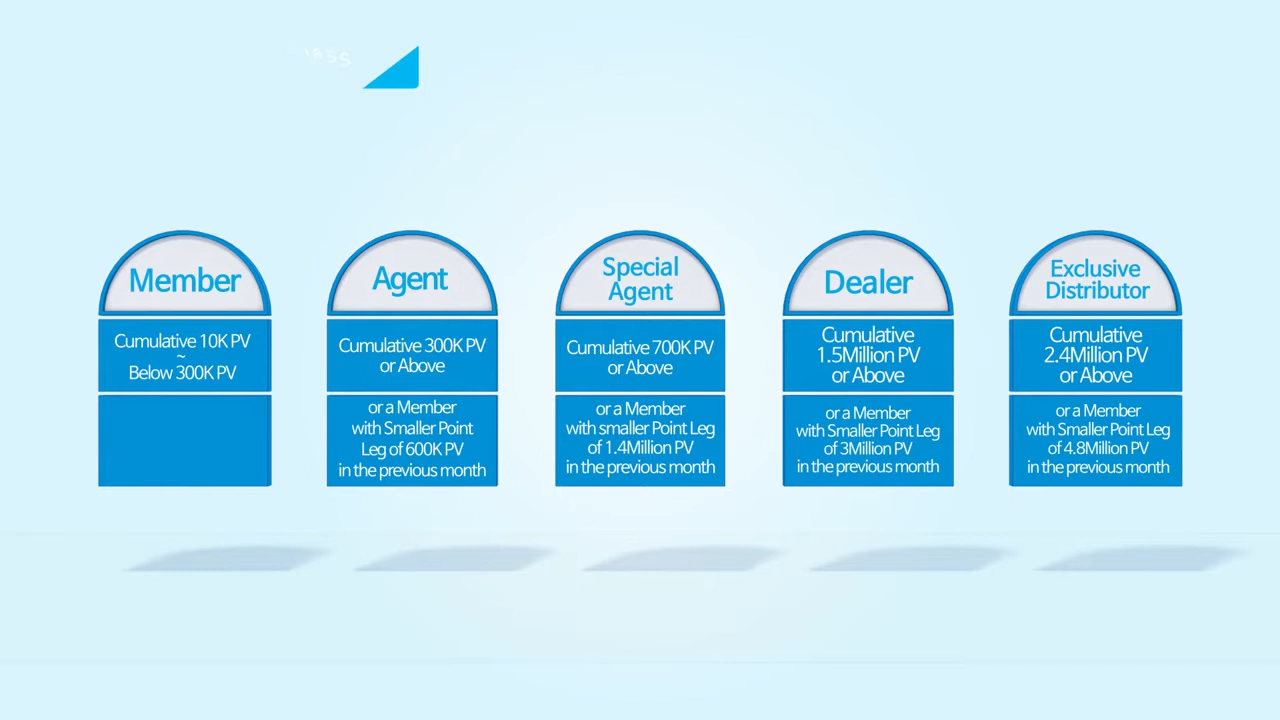 Member
Cumulative 10K PV
~
Below 300K PV
Agent
Cumulative 300K PV
or Above
or a Member
with Smaller Point
Leg of 600K PV
in the previous month
Special
Agent
Cumulative 700K PV
or Above
or a Member
with smaller Point Leg
of 1.4Million PV
in the previous month
Dealer
Cumulative
1.5Million PV
or Above
or a Member
with Smaller Point Leg
of 3Million PV
in the previous month
Exclusive
Distributor
Cumulative
2.4Million PV
or Above
or a Member
with Smaller Point Leg
of 4.8Million PV
in the previous month